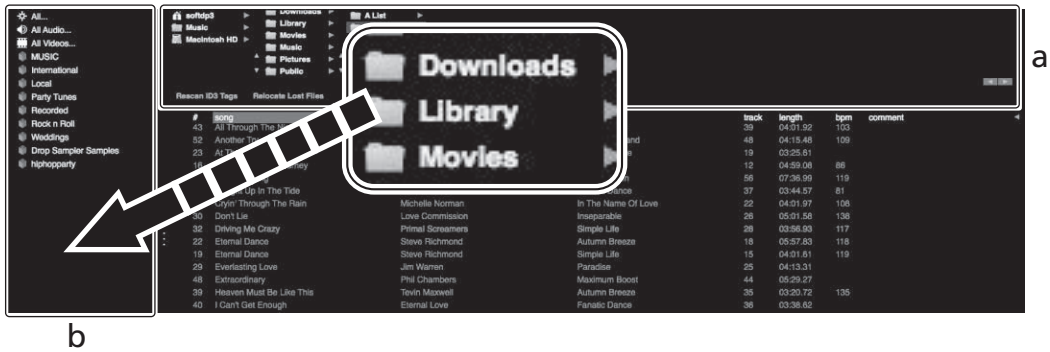 All...
All Audio...
All Videos...
MUSIC
International
Local
Party Tunes
Recorded
Rock n Roll
Weddings
Drop Sampler Samples
hiphopparty
softdp3
Music
Macintosh HD
Downloads
Library
Movies
Music
Pictures
Public
A List
Rescan ID3 Tags Relocate Lost Files
Downloads
Library
Movies
a
# song track length bpm comment
43 All Through The 39 04:01.92 103
52 Another 48 04:15.48 109
23 19 03:25.61
12 04:59.06 86
56 07:36.99 119
Up In The Tide Dance 37 03:44.57 81
Cryin' Through The Rain Michelle Norman In The Name Of Love 22 04:01.97 108
30 Don't Lie Love Commission Inseparable 26 05:01.58 138
32 Driving Me Crazy Primal Screamers Simple Life 28 03:56.93 117
22 Eternal Dance Steve Richmond Autumn Breeze 18 05:57.83 118
19 Eternal Dance Steve Richmond Simple Life 15 04:01.61 119
29 Everlasting Love Jim Warren Paradise 25 04:13.31
48 Extraordinary Phil Chambers Maximum Boost 44 05:29.27
39 Heaven Must Be Like This Tevin Maxwell Autumn Breeze 35 03:20.72 135
40 I Can't Get Enough Eternal Love Fanatic Dance 36 03:38.62
b